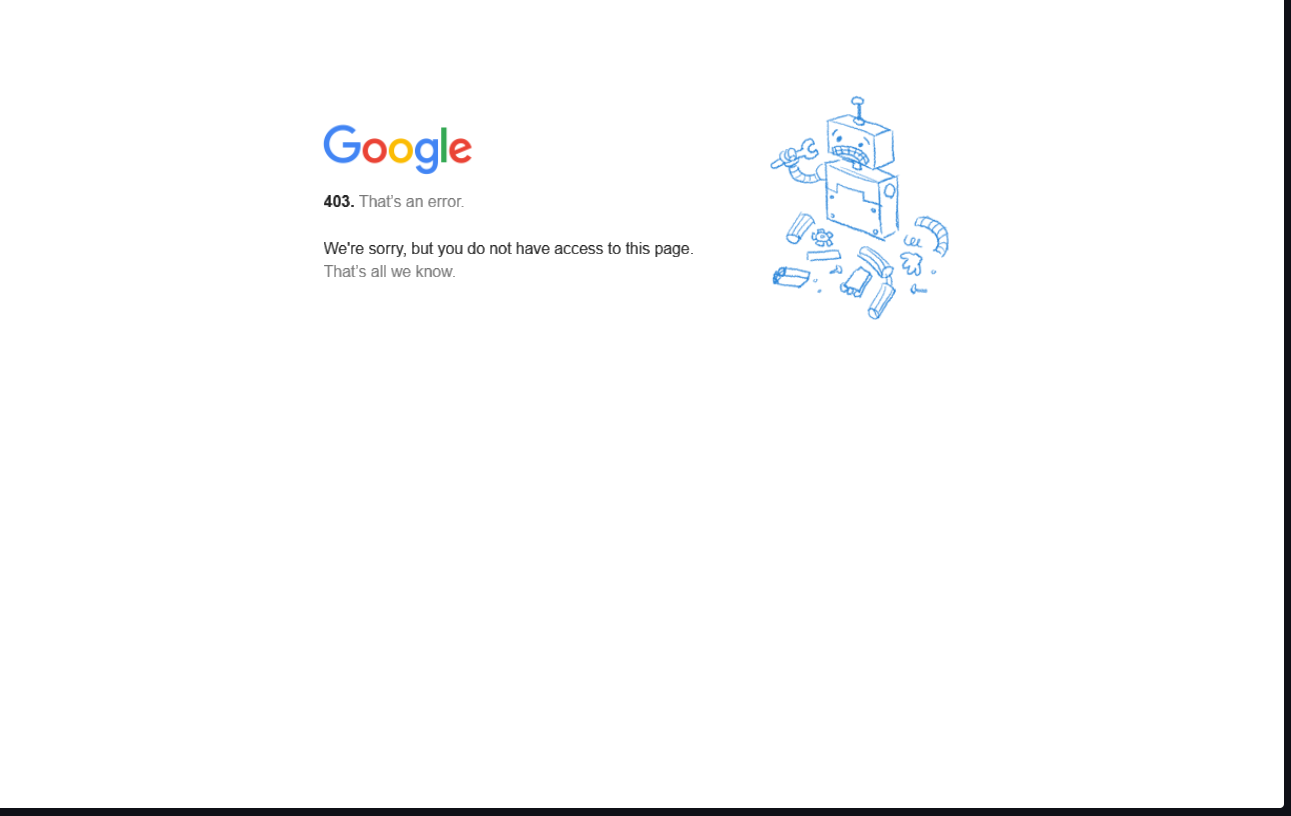 Google
403. That's an error.
We're sorry, but you do not have access to this page.
That's all we know.